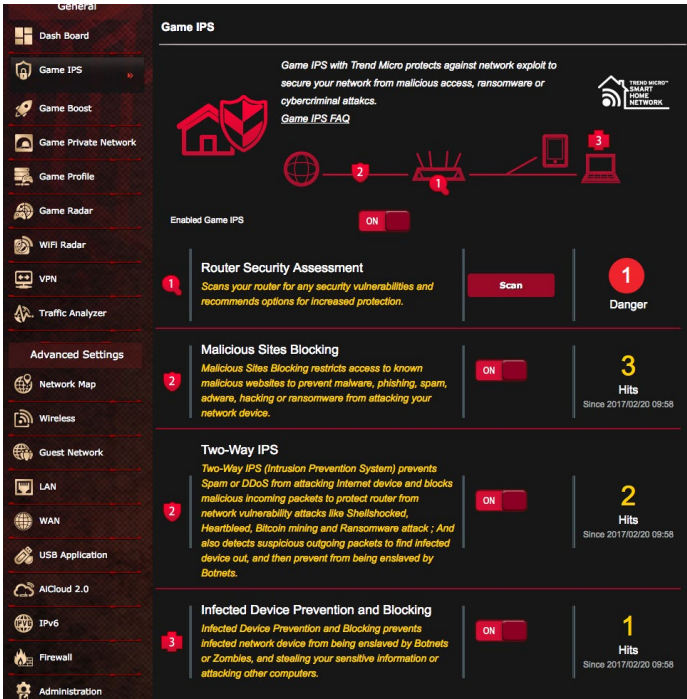 General
Dash Board
Game IPS
Game Boost
Game Private Network
Game Profile
Game Radar
WiFi Radar
VPN
Traffic Analyzer
Advanced Settings
Network Map
Wireless
Guest Network
LAN
WAN
USB Application
AiCloud 2.0
IPv6
Firewall
Administration
Game IPS
Game IPS with Trend Micro protects against network exploit to
secure your network from malicious access, ransomware or
cybercriminal attakcs.
Game IPS FAQ
TREND MICRO™
SMART
HOME
NETWORK
2
1
3
Enabled Game IPS
ON
1
Router Security Assessment
Scans your router for any security vulnerabilities and
recommends options for increased protection.
Scan
1
Danger
2
Malicious Sites Blocking
Malicious Sites Blocking restricts access to known
malicious websites to prevent malware, phishing, spam,
adware, hacking or ransomware from attacking your
network device.
ON
3
Hits
Since 2017/02/20 09:58
2
Two-Way IPS
Two-Way IPS (Intrusion Prevention System) prevents
Spam or DDoS from attacking Internet device and blocks
malicious incoming packets to protect router from
network vulnerability attacks like Shellshocked,
Heartbleed, Bitcoin mining and Ransomware attack ; And
also detects suspicious outgoing packets to find infected
device out, and then prevent from being enslaved by
Botnets.
ON
2
Hits
Since 2017/02/20 09:58
3
Infected Device Prevention and Blocking
Infected Device Prevention and Blocking prevents
infected network device from being enslaved by Botnets
or Zombies, and stealing your sensitive information or
attacking other computers.
ON
1
Hits
Since 2017/02/20 09:58